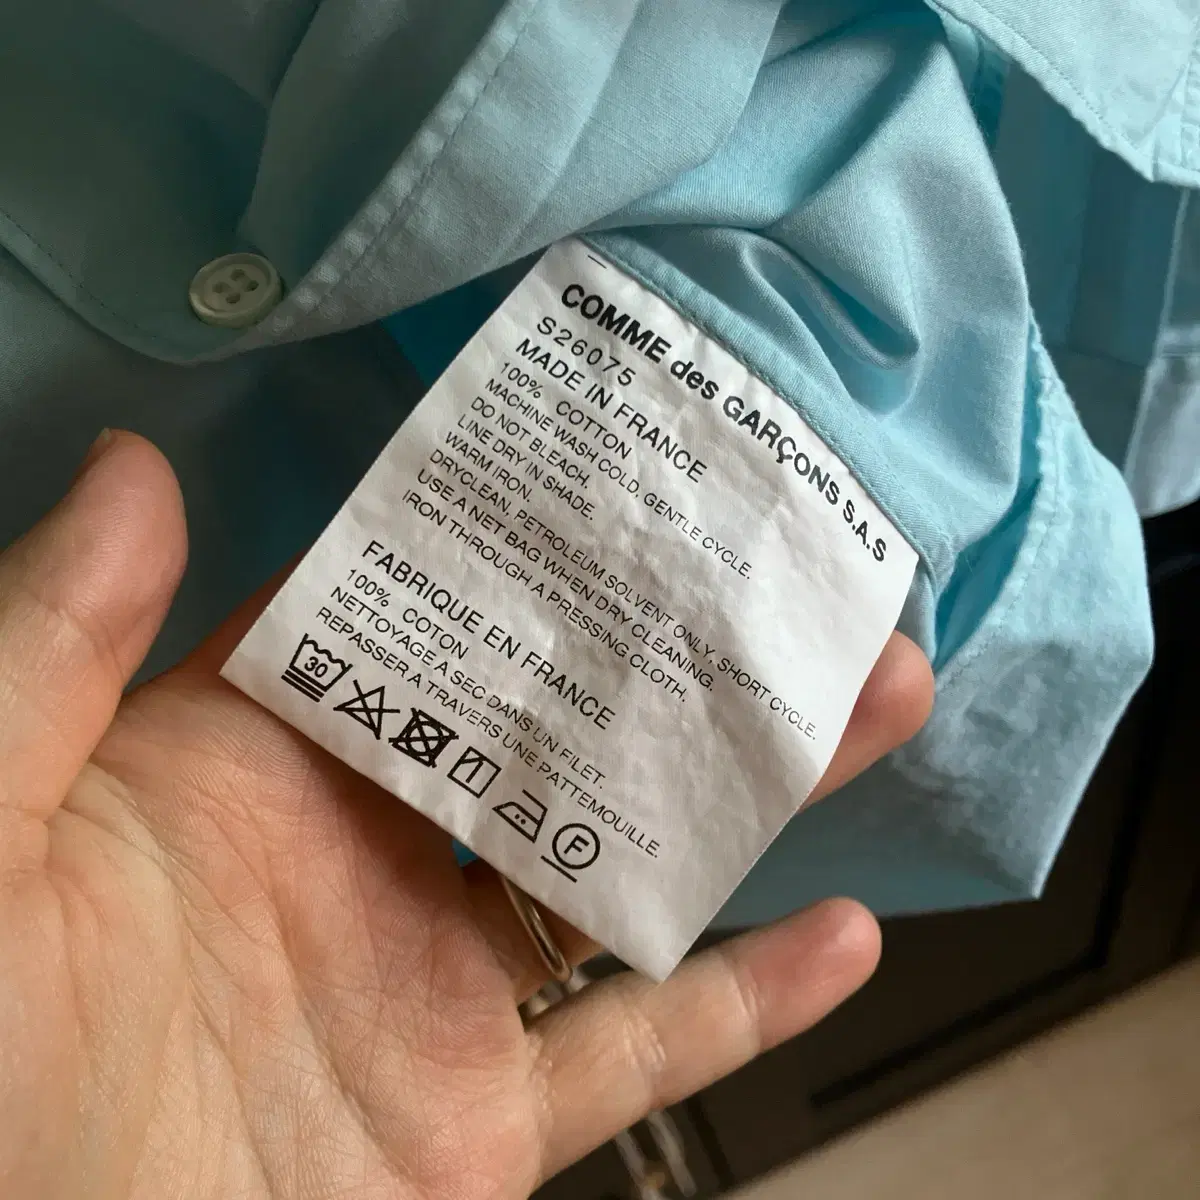 COMME des GARÇONS S.A.S
S26075
MADE IN FRANCE
100% COTTON
MACHINE WASH COLD, GENTLE CYCLE.
DO NOT BLEACH.
LINE DRY IN SHADE.
WARM IRON.
DRYCLEAN, PETROLEUM SOLVENT ONLY, SHORT CYCLE.
USE A NET BAG WHEN DRY CLEANING.
IRON THROUGH A PRESSING CLOTH.
FABRIQUE EN FRANCE
100% COTON
NETTOYAGE A SEC DANS UN FILET.
REPASSER A TRAVERS UNE PATTEMOUILLE.
30 F